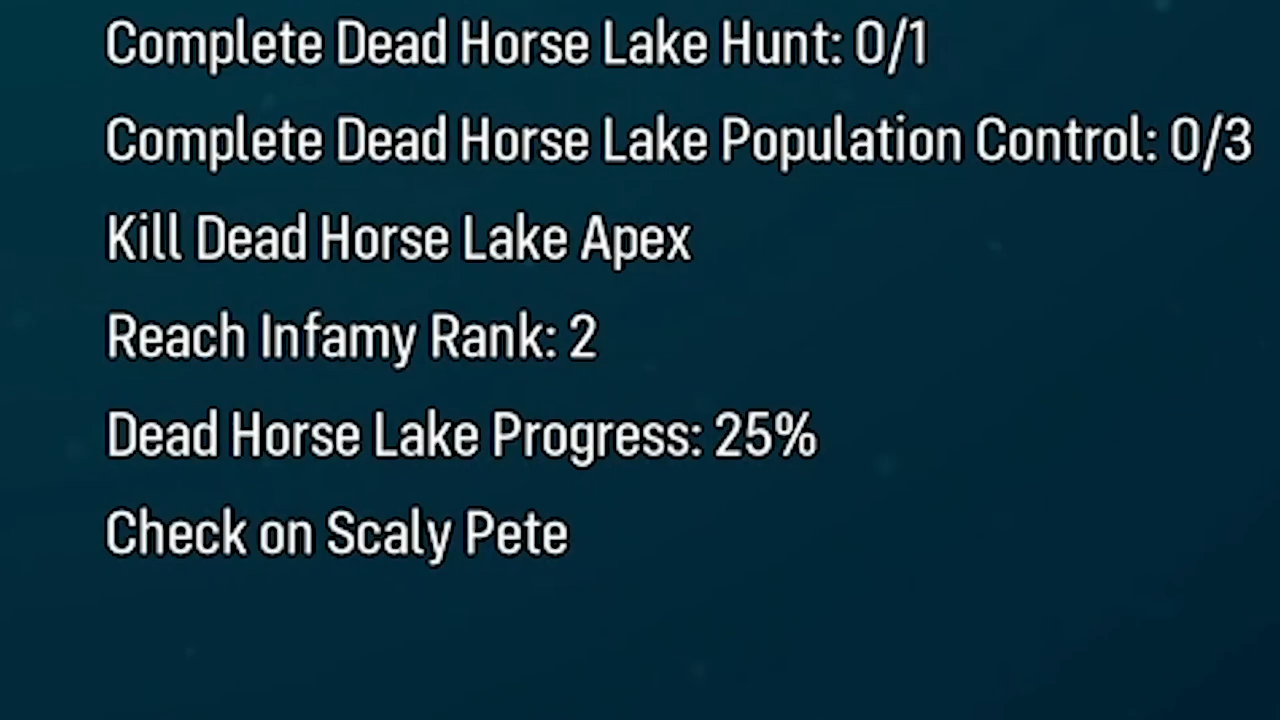 Complete Dead Horse Lake Hunt: 0/1
Complete Dead Horse Lake Population Control: 0/3
Kill Dead Horse Lake Apex
Reach Infamy Rank: 2
Dead Horse Lake Progress: 25%
Check on Scaly Pete